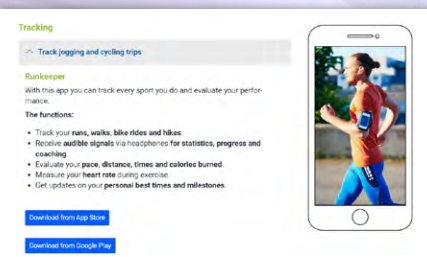 Tracking
Track jogging and cycling trips
Runkeeper
With this app you can track every sport you do and evaluate your perfor-
mance.
The functions:
• Track your runs, walks, bike rides and hikes.
• Receive audible signals via headphones for statistics, progress and
coaching.
• Evaluate your pace, distance, times and calories burned.
• Measure your heart rate during exercise.
• Get updates on your personal best times and milestones.
Download from App Store
Download from Google Play